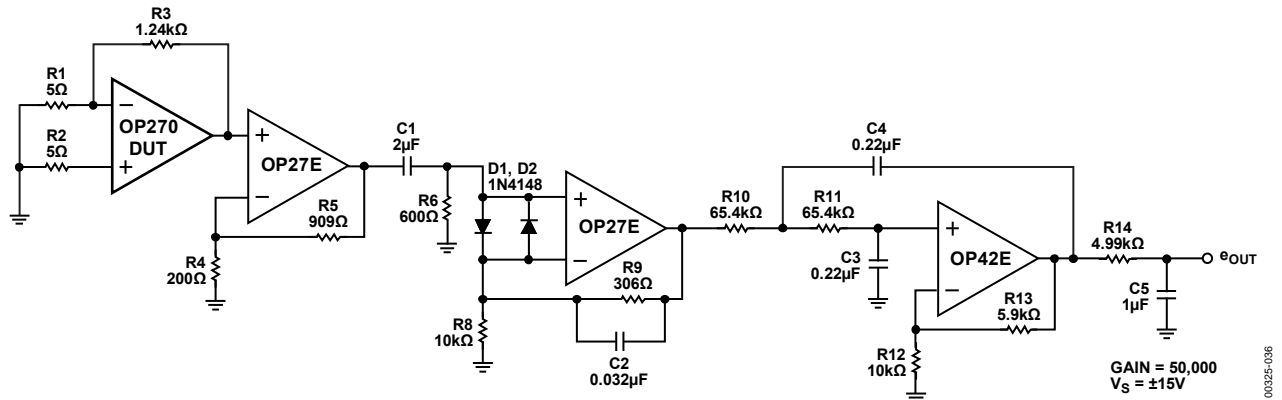 R3
1.24kΩ
R1
5Ω
R2
5Ω
−
+
OP270
DUT
+
−
OP27E
R5
909Ω
R4
200Ω
C1
2µF
R6
600Ω
D1, D2
1N4148
+
−
OP27E
R9
306Ω
R8
10kΩ
C2
0.032µF
R10
65.4kΩ
R11
65.4kΩ
C4
0.22µF
C3
0.22µF
+
−
OP42E
R13
5.9kΩ
R12
10kΩ
R14
4.99kΩ
eOUT
C5
1µF
GAIN = 50,000
VS = ±15V
00325-036